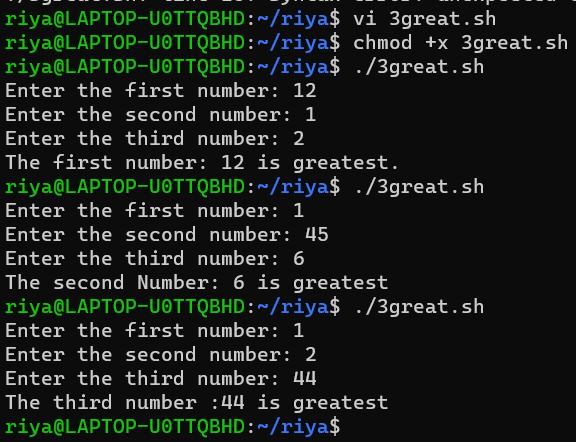 riya@LAPTOP-U0TTQBHD:~/riya$ vi 3great.sh
riya@LAPTOP-U0TTQBHD:~/riya$ chmod +x 3great.sh
riya@LAPTOP-U0TTQBHD:~/riya$ ./3great.sh
Enter the first number: 12
Enter the second number: 1
Enter the third number: 2
The first number: 12 is greatest.
riya@LAPTOP-U0TTQBHD:~/riya$ ./3great.sh
Enter the first number: 1
Enter the second number: 45
Enter the third number: 6
The second Number: 6 is greatest
riya@LAPTOP-U0TTQBHD:~/riya$ ./3great.sh
Enter the first number: 1
Enter the second number: 2
Enter the third number: 44
The third number :44 is greatest
riya@LAPTOP-U0TTQBHD:~/riya$